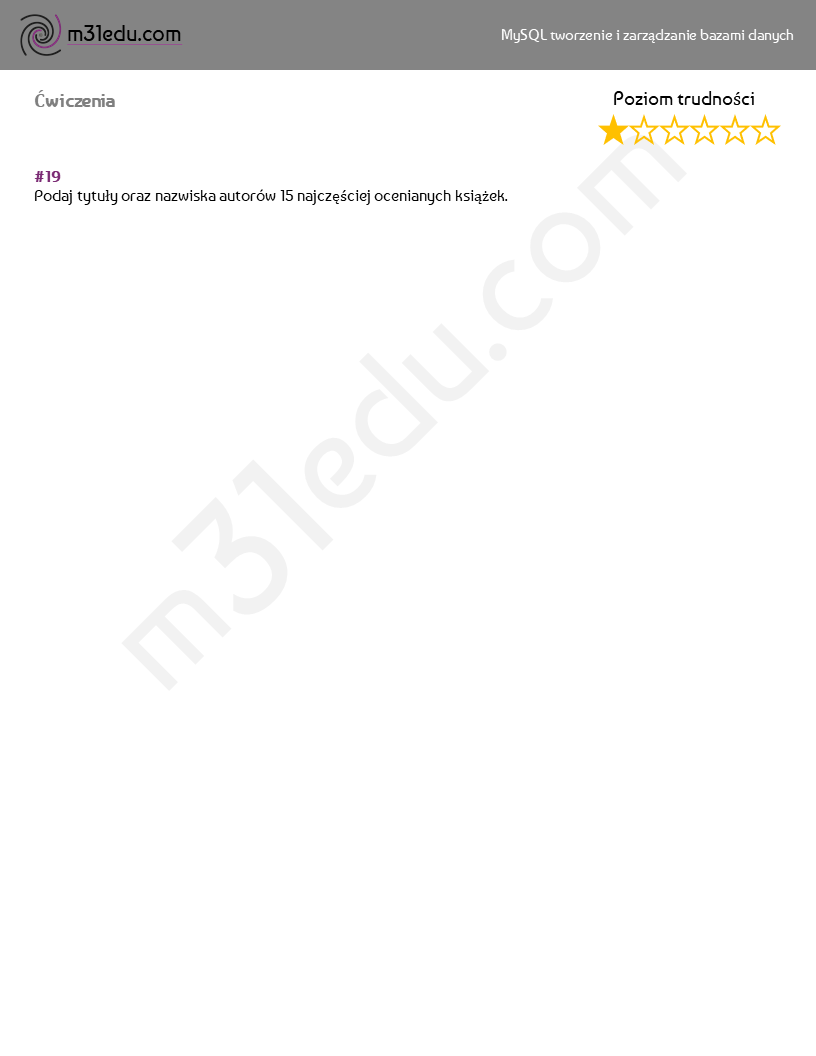 m31edu.com
MySQL tworzenie i zarządzanie bazami danych
Ćwiczenia
Poziom trudności
#19
Podaj tytuły oraz nazwiska autorów 15 najczęściej ocenianych książek.
m31edu.com